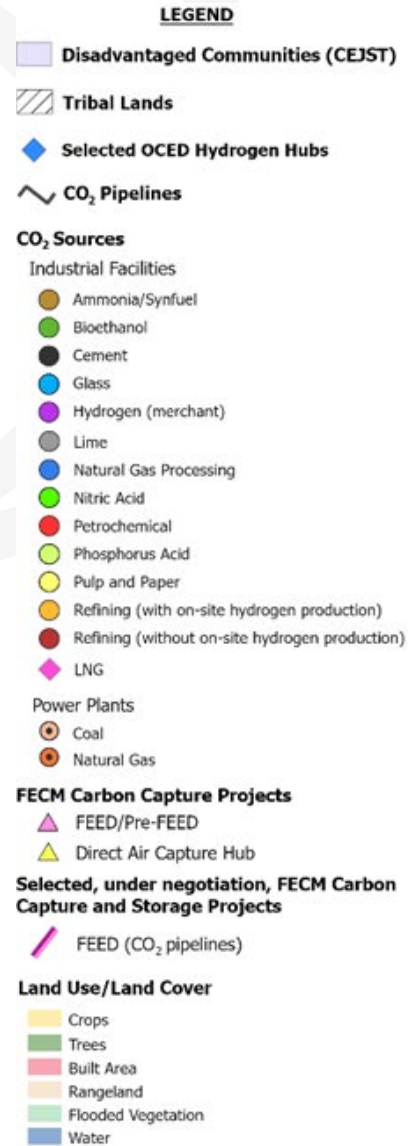 LEGEND
Disadvantaged Communities (CEJST)
Tribal Lands
Selected OCED Hydrogen Hubs
CO₂ Pipelines
CO₂ Sources
Industrial Facilities
Ammonia/Synfuel
Bioethanol
Cement
Glass
Hydrogen (merchant)
Lime
Natural Gas Processing
Nitric Acid
Petrochemical
Phosphorus Acid
Pulp and Paper
Refining (with on-site hydrogen production)
Refining (without on-site hydrogen production)
LNG
Power Plants
Coal
Natural Gas
FECM Carbon Capture Projects
FEED/Pre-FEED
Direct Air Capture Hub
Selected, under negotiation, FECM Carbon
Capture and Storage Projects
FEED (CO₂ pipelines)
Land Use/Land Cover
Crops
Trees
Built Area
Rangeland
Flooded Vegetation
Water